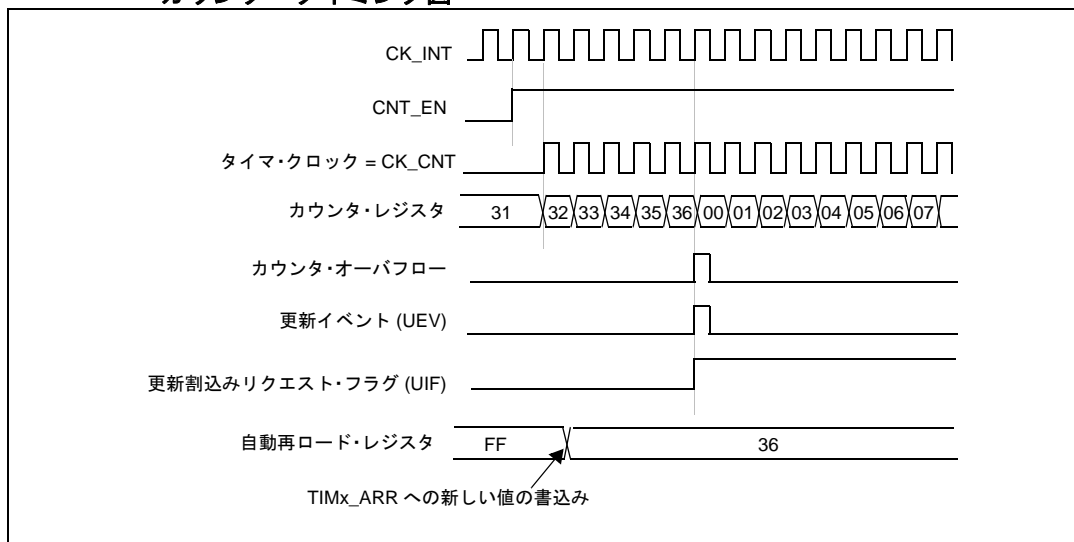 CK_INT
CNT_EN
タイマ・クロック = CK_CNT
カウンタ・レジスタ 31 32 33 34 35 36 00 01 02 03 04 05 06 07
カウンタ・オーバフロー
更新イベント (UEV)
更新割込みリクエスト・フラグ (UIF)
自動再ロード・レジスタ FF 36
TIMx_ARR への新しい値の書込み